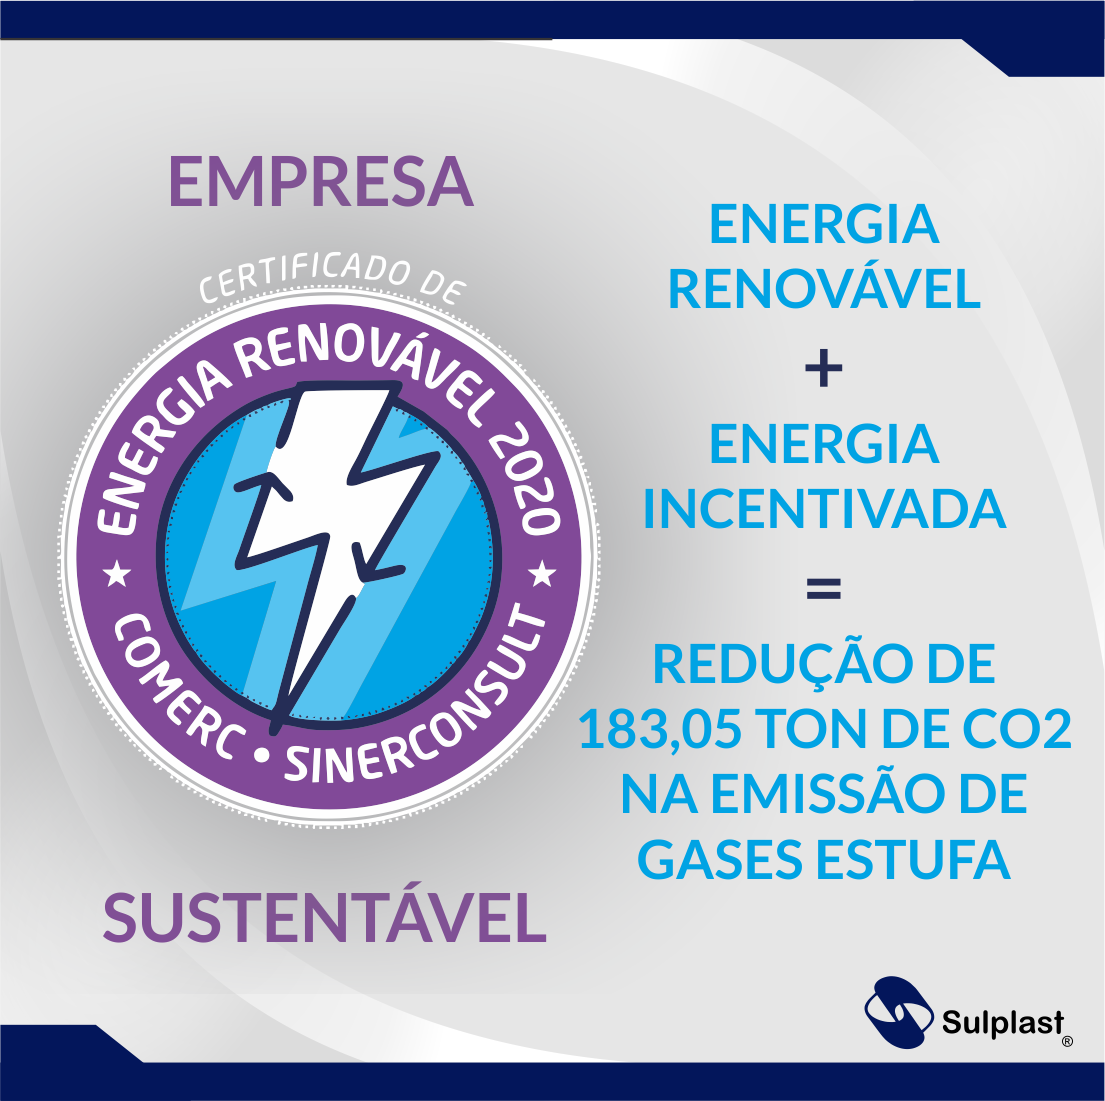 EMPRESA
CERTIFICADO DE
ENERGIA RENOVÁVEL 2020
COMERC • SINERCONSULT
SUSTENTÁVEL
ENERGIA
RENOVÁVEL
+
ENERGIA
INCENTIVADA
=
REDUÇÃO DE
183,05 TON DE CO2
NA EMISSÃO DE
GASES ESTUFA
Sulplast®